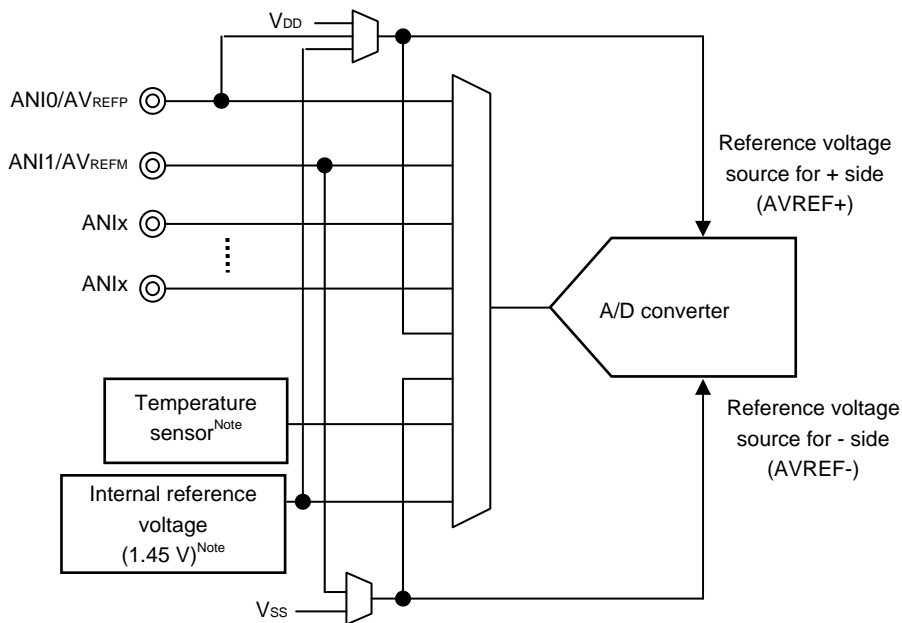 VDD
ANI0/AVREFP
ANI1/AVREFM
ANIx
ANIx
Reference voltage
source for + side
(AVREF+)
A/D converter
Temperature
sensorNote
Internal reference
voltage
(1.45 V)Note
Reference voltage
source for - side
(AVREF-)
VSS